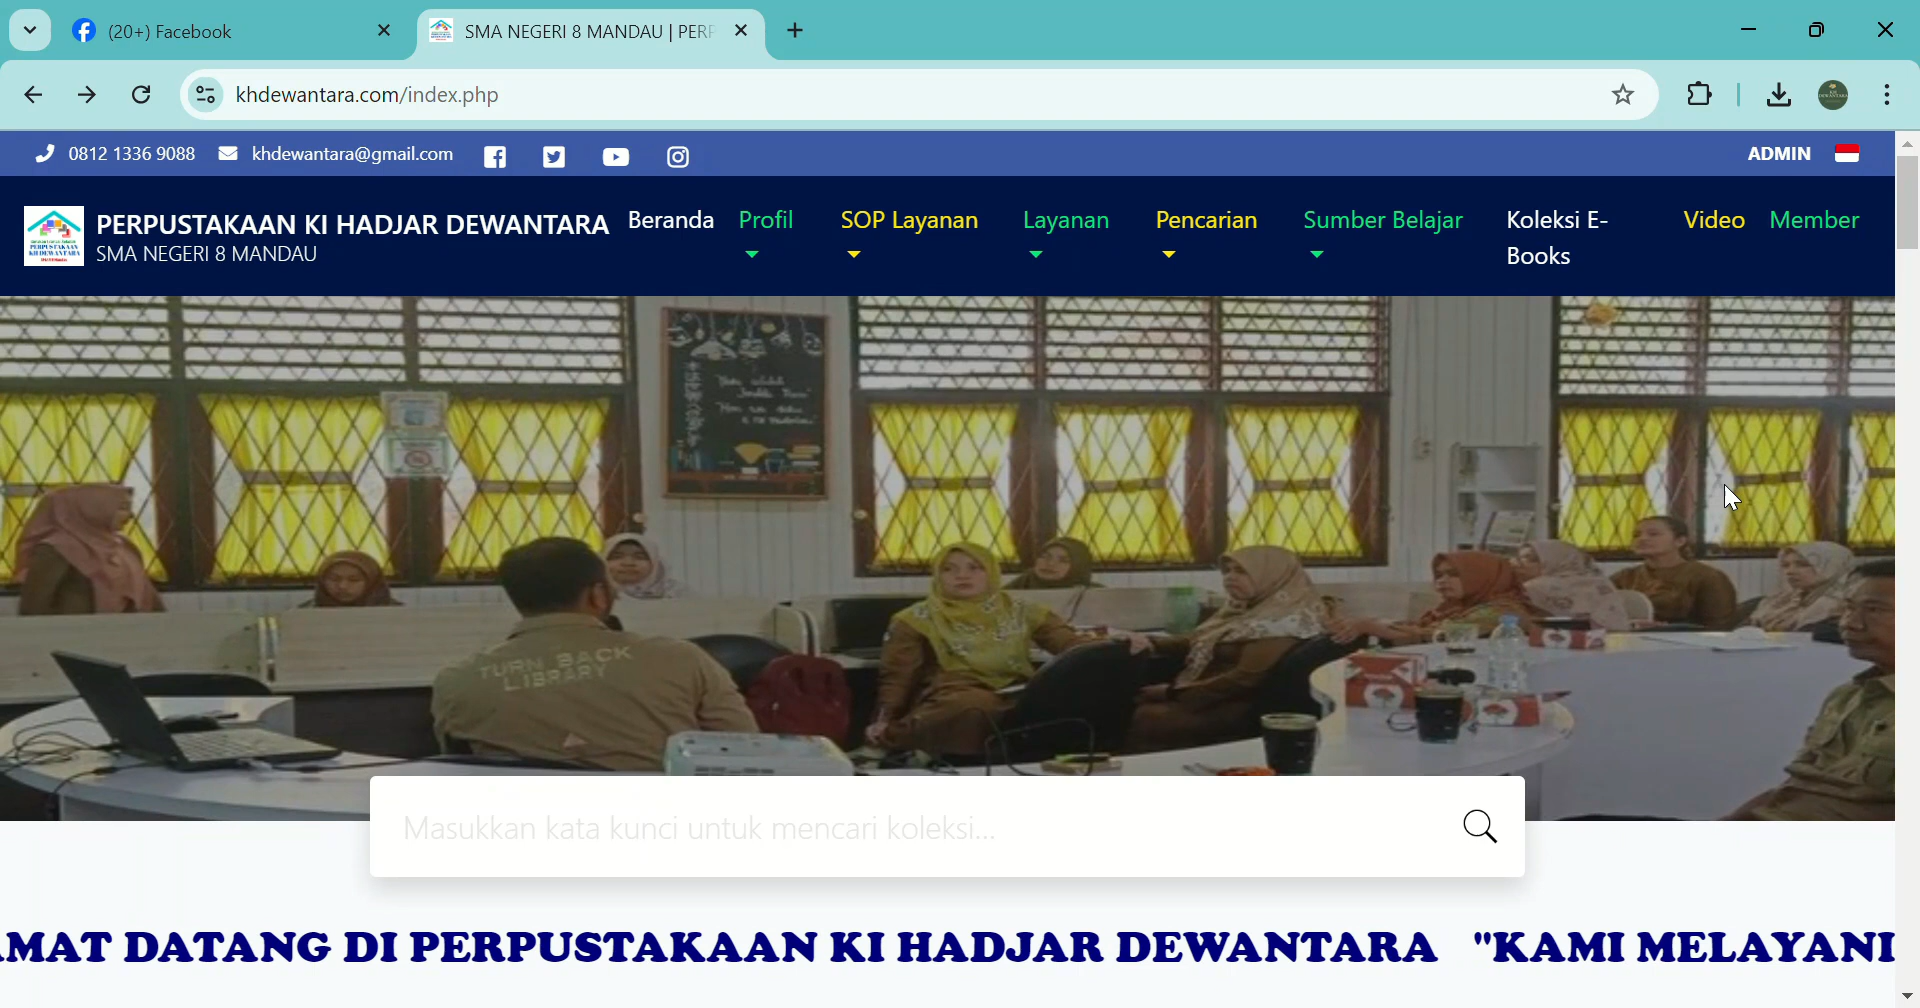 (20+) Facebook
SMA NEGERI 8 MANDAU | PERP
khdewantara.com/index.php
0812 1336 9088 khdewantara@gmail.com
ADMIN
PERPUSTAKAAN KI HADJAR DEWANTARA
SMA NEGERI 8 MANDAU
Beranda Profil SOP Layanan Layanan Pencarian Sumber Belajar Koleksi E-
Books
Video Member
TURN BACK
LIBRARY
Masukkan kata kunci untuk mencari koleksi...
MAT DATANG DI PERPUSTAKAAN KI HADJAR DEWANTARA "KAMI MELAYANI